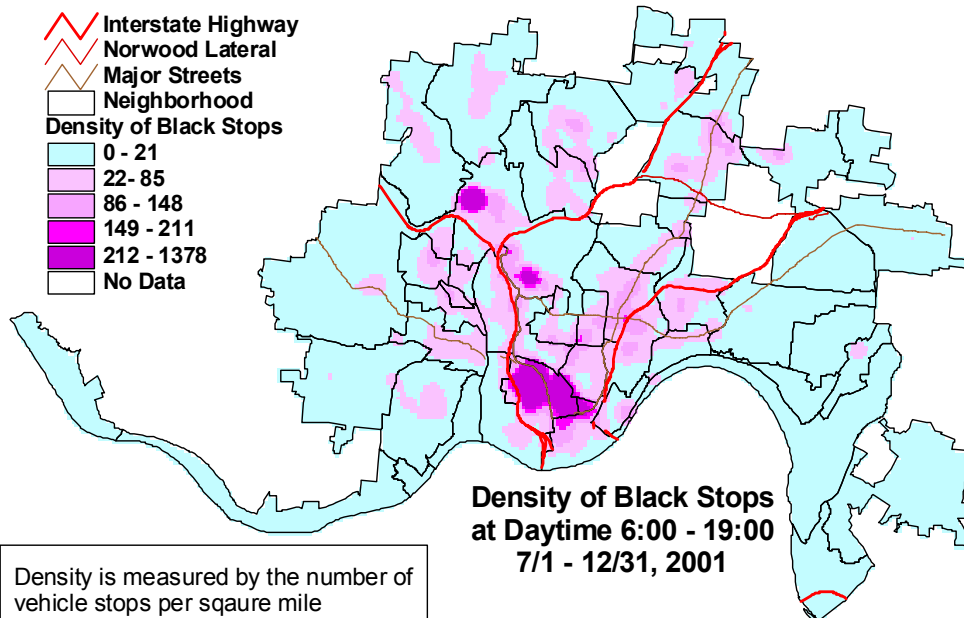 Interstate Highway
Norwood Lateral
Major Streets
Neighborhood
Density of Black Stops
0 - 21
22- 85
86 - 148
149 - 211
212 - 1378
No Data
Density of Black Stops
at Daytime 6:00 - 19:00
7/1 - 12/31, 2001
Density is measured by the number of
vehicle stops per sqaure mile